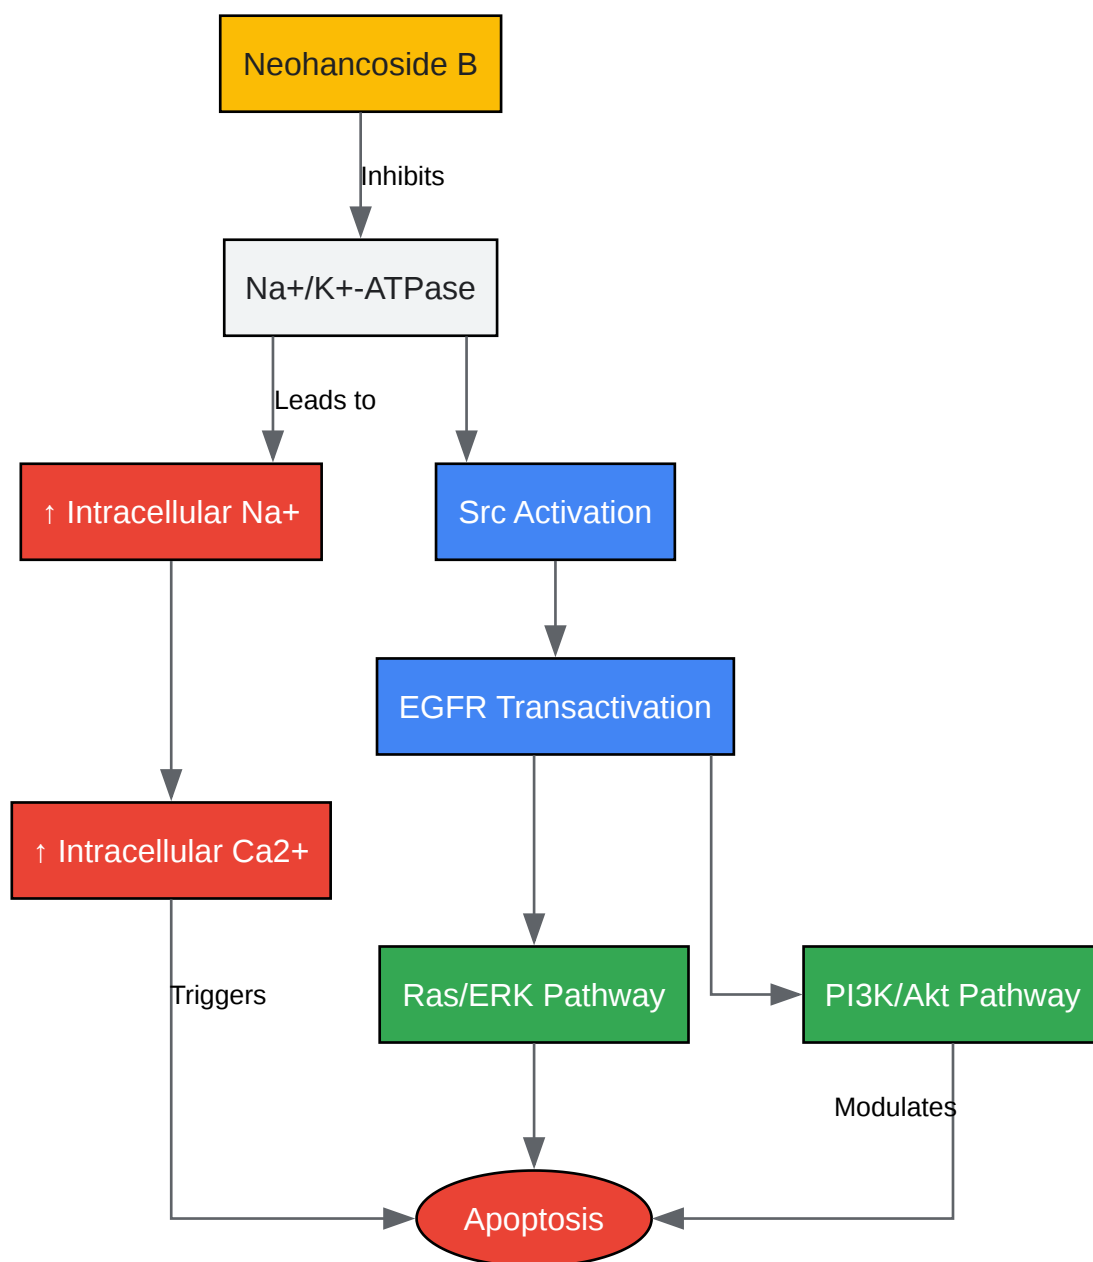 Neohancoside B
Inhibits
Na+/K+-ATPase
Leads to
↑ Intracellular Na+
Src Activation
EGFR Transactivation
↑ Intracellular Ca2+
Triggers
Ras/ERK Pathway
PI3K/Akt Pathway
Modulates
Apoptosis